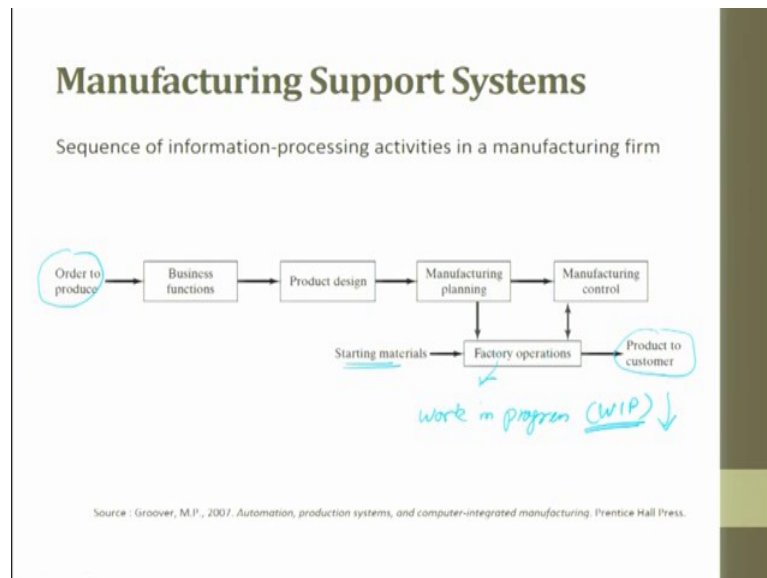 Manufacturing Support Systems
Sequence of information-processing activities in a manufacturing firm
Order to
produce
Business
functions
Product design
Manufacturing
planning
Manufacturing
control
Starting materials
Factory operations
Product to
customer
work in progress (WIP)
Source : Groover, M.P., 2007. Automation, production systems, and computer-integrated manufacturing. Prentice Hall Press.